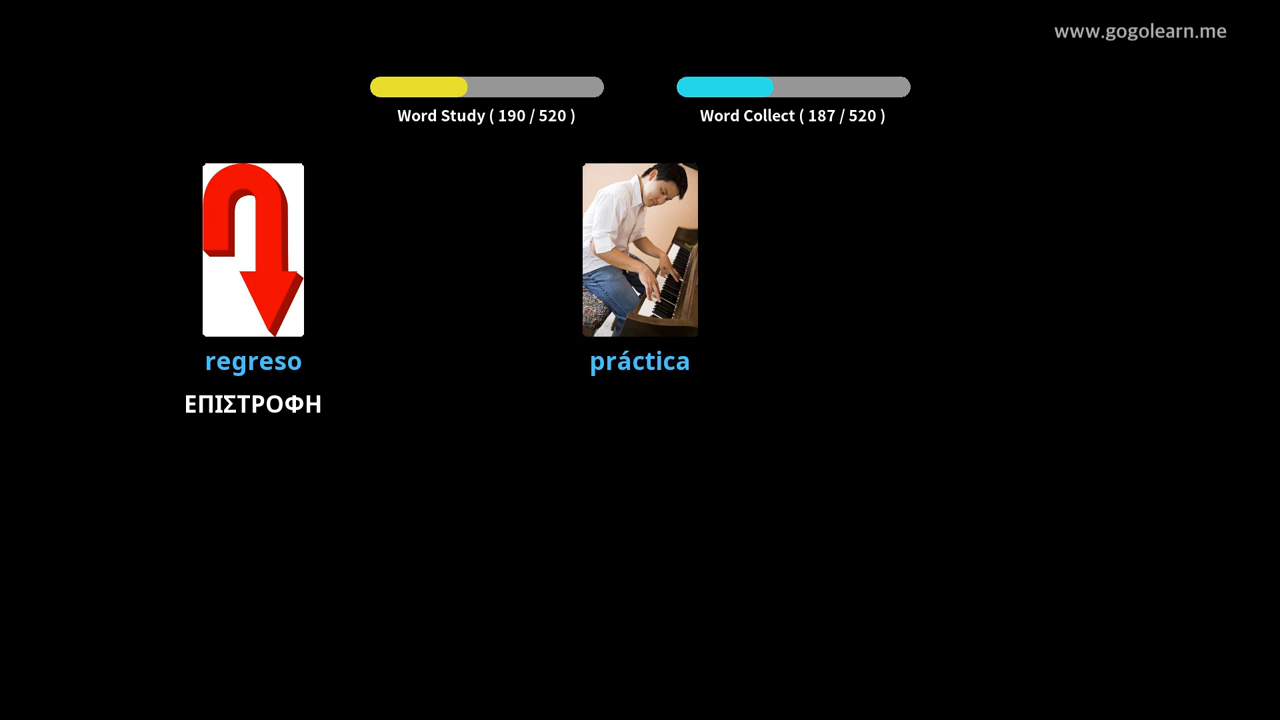 www.gogolearn.me
Word Study ( 190 / 520 )
Word Collect ( 187 / 520 )
regreso
práctica
ΕΠΙΣΤΡΟΦΗ